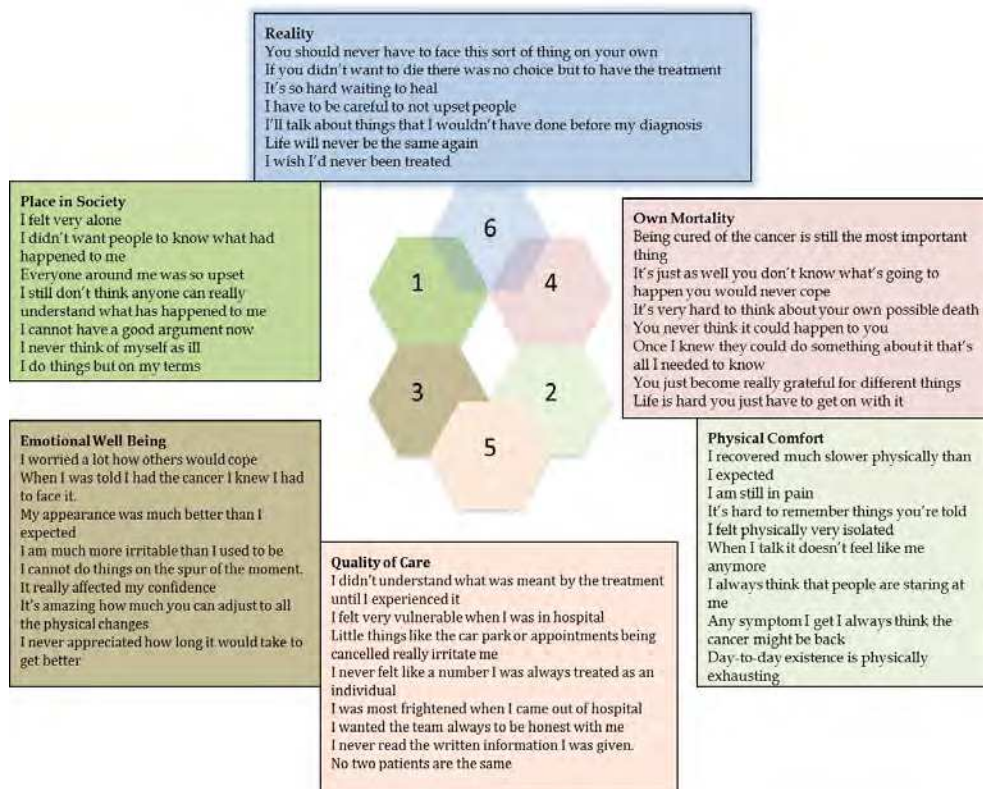 Reality
You should never have to face this sort of thing on your own
If you didn't want to die there was no choice but to have the treatment
It's so hard waiting to heal
I have to be careful to not upset people
I'll talk about things that I wouldn't have done before my diagnosis
Life will never be the same again
I wish I'd never been treated
Place in Society
I felt very alone
I didn't want people to know what had
happened to me
Everyone around me was so upset
I still don't think anyone can really
understand what has happened to me
I cannot have a good argument now
I never think of myself as ill
I do things but on my terms
6
1
4
3
2
5
Own Mortality
Being cured of the cancer is still the most important
thing
It's just as well you don't know what's going to
happen you would never cope
It's very hard to think about your own possible death
You never think it could happen to you
Once I knew they could do something about it that's
all I needed to know
You just become really grateful for different things
Life is hard you just have to get on with it
Emotional Well Being
I worried a lot how others would cope
When I was told I had the cancer I knew I had
to face it.
My appearance was much better than I
expected
I am much more irritable than I used to be
I cannot do things on the spur of the moment.
It really affected my confidence
It's amazing how much you can adjust to all
the physical changes
I never appreciated how long it would take to
get better
Physical Comfort
I recovered much slower physically than
I expected
I am still in pain
It's hard to remember things you're told
I felt physically very isolated
When I talk it doesn't feel like me
anymore
I always think that people are staring at
me
Any symptom I get I always think the
cancer might be back
Day-to-day existence is physically
exhausting
Quality of Care
I didn't understand what was meant by the treatment
until I experienced it
I felt very vulnerable when I was in hospital
Little things like the car park or appointments being
cancelled really irritate me
I never felt like a number I was always treated as an
individual
I was most frightened when I came out of hospital
I wanted the team always to be honest with me
I never read the written information I was given.
No two patients are the same